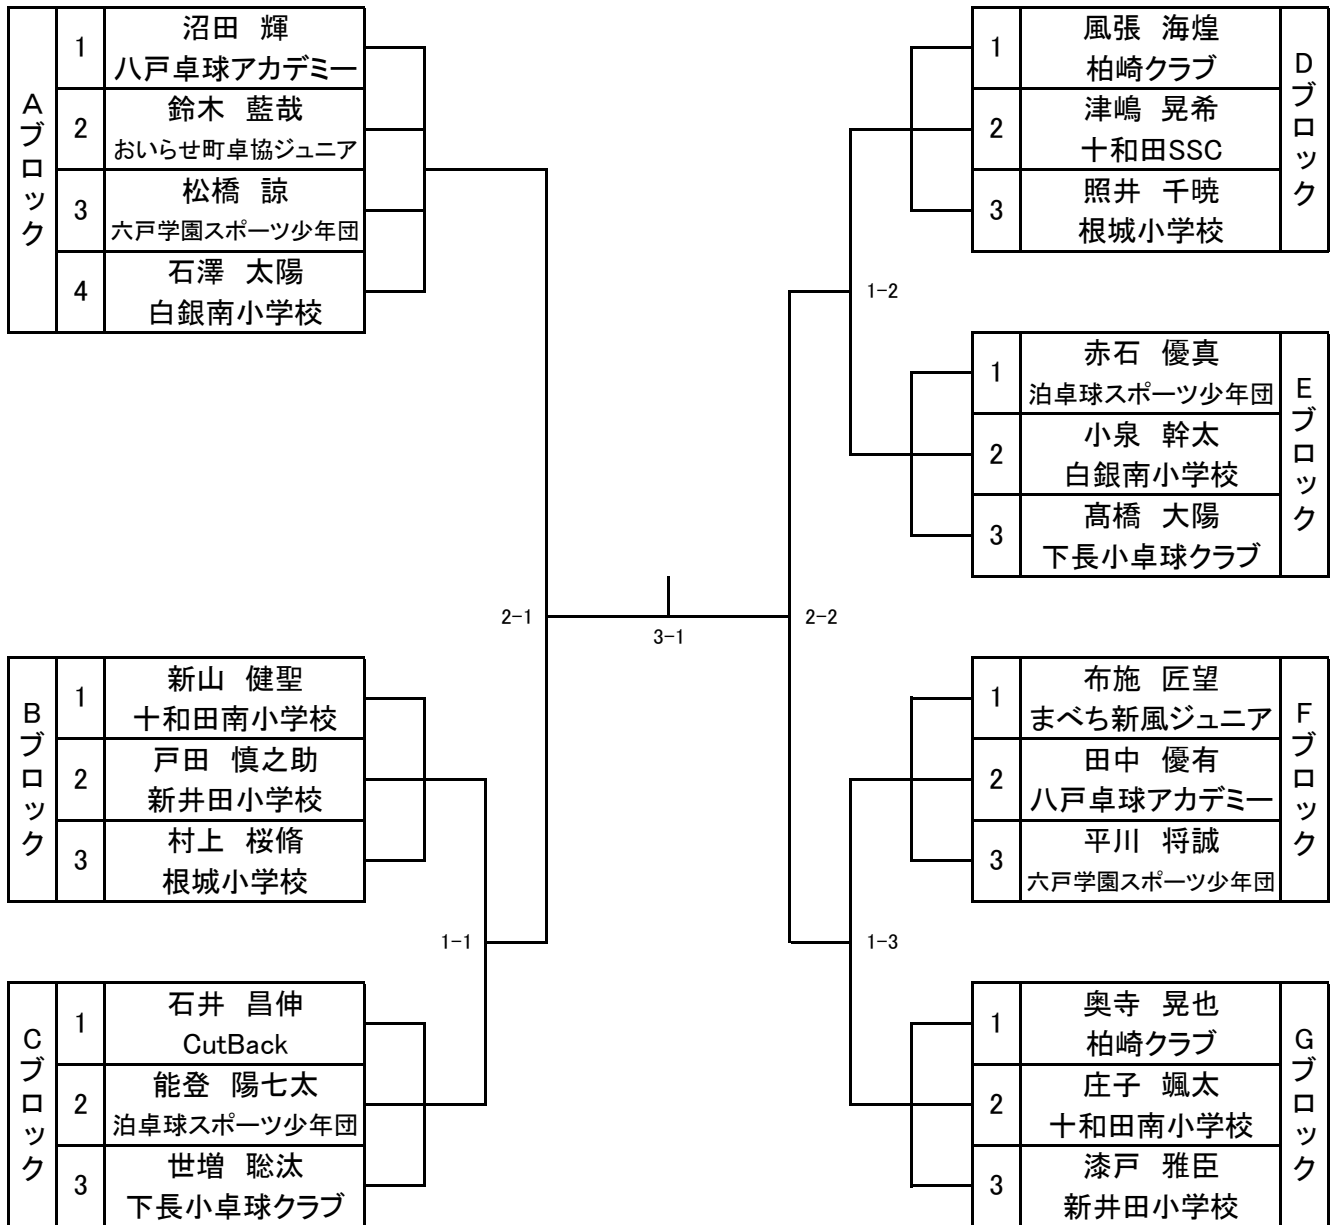 Aブロック
1
沼田 輝
八戸卓球アカデミー
2
鈴木 藍哉
おいらせ町卓協ジュニア
3
松橋 諒
六戸学園スポーツ少年団
4
石澤 太陽
白銀南小学校
Bブロック
1
新山 健聖
十和田南小学校
2
戸田 慎之助
新井田小学校
3
村上 桜脩
根城小学校
Cブロック
1
石井 昌伸
CutBack
2
能登 陽七太
泊卓球スポーツ少年団
3
世増 聡汰
下長小卓球クラブ
1-1
2-1
3-1
2-2
1-2
1-3
Dブロック
1
風張 海煌
柏崎クラブ
2
津嶋 晃希
十和田SSC
3
照井 千暁
根城小学校
Eブロック
1
赤石 優真
泊卓球スポーツ少年団
2
小泉 幹太
白銀南小学校
3
髙橋 大陽
下長小卓球クラブ
Fブロック
1
布施 匠望
まべち新風ジュニア
2
田中 優有
八戸卓球アカデミー
3
平川 将誠
六戸学園スポーツ少年団
Gブロック
1
奥寺 晃也
柏崎クラブ
2
庄子 颯太
十和田南小学校
3
漆戸 雅臣
新井田小学校